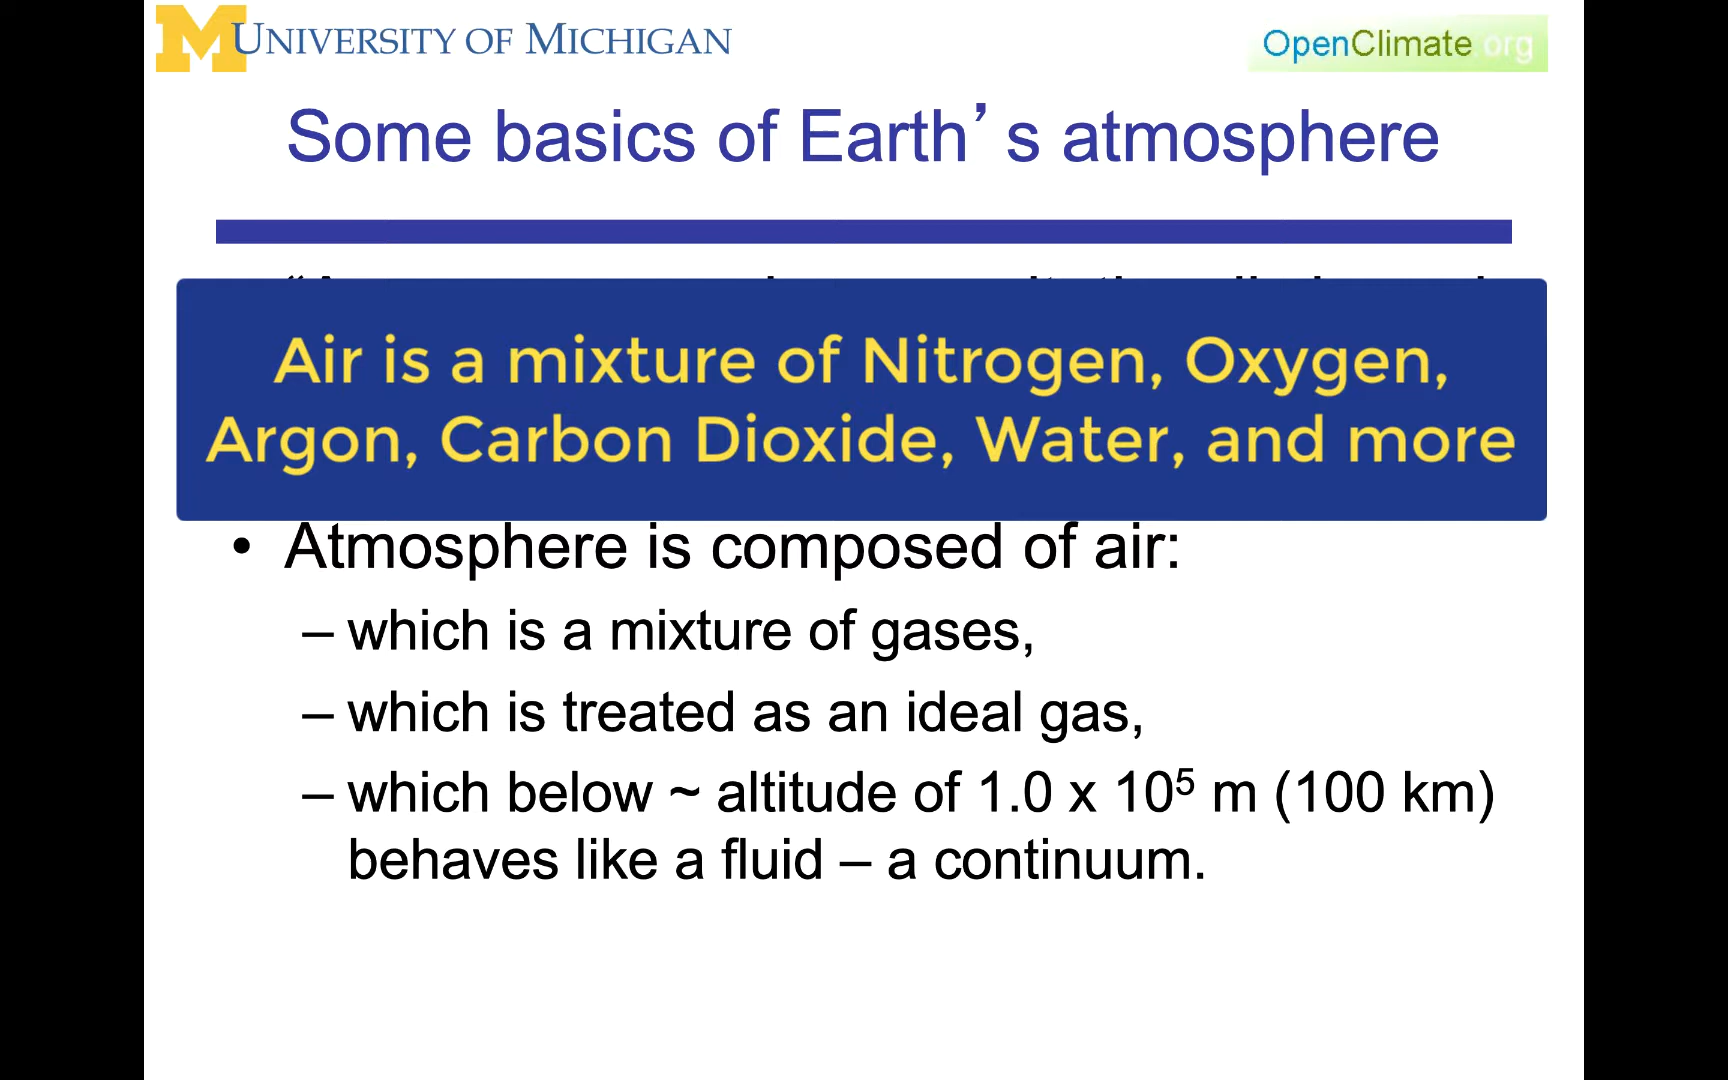 UNIVERSITY OF MICHIGAN
OpenClimate.org
Some basics of Earth’s atmosphere
Air is a mixture of Nitrogen, Oxygen,
Argon, Carbon Dioxide, Water, and more
• Atmosphere is composed of air:
– which is a mixture of gases,
– which is treated as an ideal gas,
– which below ~ altitude of 1.0 x 10⁵ m (100 km)
behaves like a fluid – a continuum.